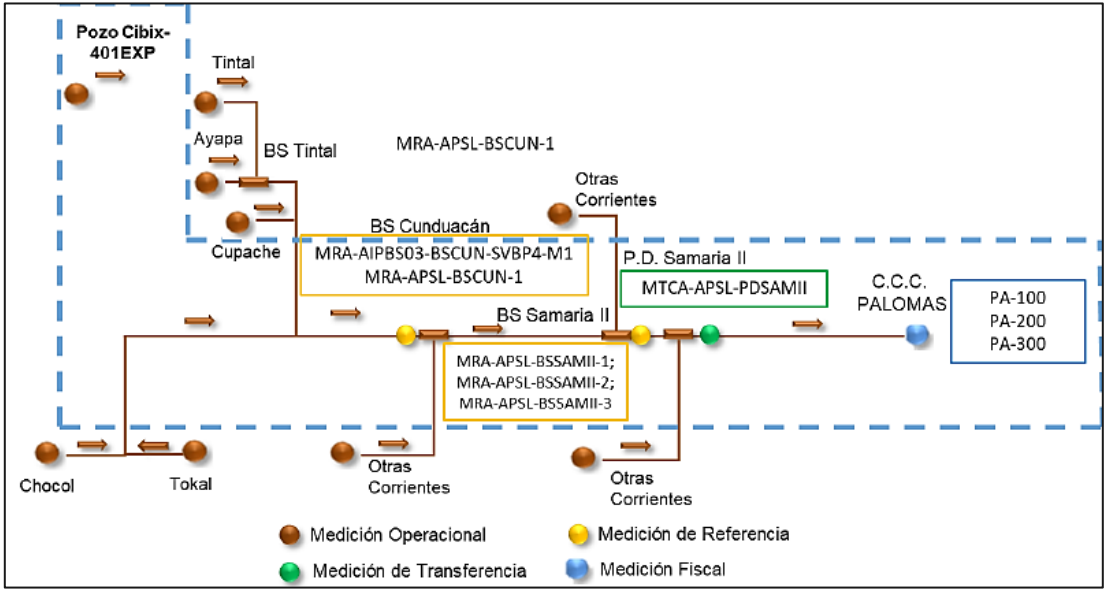 Pozo Cibix-
401EXP
Tintal
Ayapa
BS Tintal
MRA-APSL-BSCUN-1
Otras
Corrientes
Cupache
BS Cunduacán
MRA-AIPBS03-BSCUN-SVBP4-M1
MRA-APSL-BSCUN-1
P.D. Samaria II
MTCA-APSL-PDSAMII
C.C.C.
PALOMAS
PA-100
PA-200
PA-300
BS Samaria II
MRA-APSL-BSSAMII-1;
MRA-APSL-BSSAMII-2;
MRA-APSL-BSSAMII-3
Chocol
Tokal
Otras
Corrientes
Otras
Corrientes
Medición Operacional
Medición de Referencia
Medición de Transferencia
Medición Fiscal